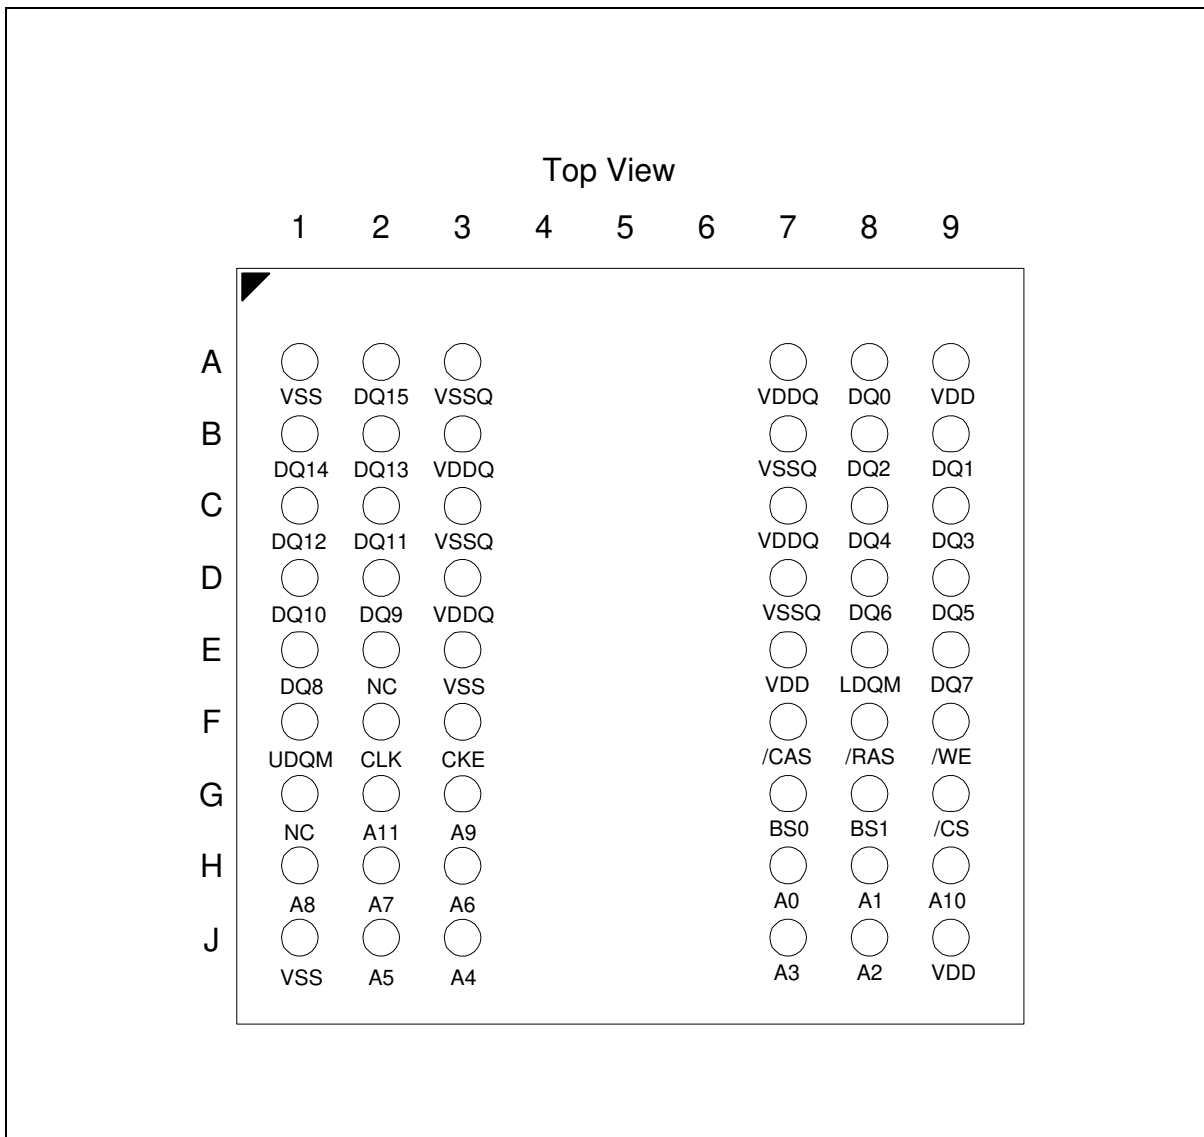 Top View
1 2 3 4 5 6 7 8 9
A
VSS DQ15 VSSQ VDDQ DQ0 VDD
B
DQ14 DQ13 VDDQ VSSQ DQ2 DQ1
C
DQ12 DQ11 VSSQ VDDQ DQ4 DQ3
D
DQ10 DQ9 VDDQ VSSQ DQ6 DQ5
E
DQ8 NC VSS VDD LDQM DQ7
F
UDQM CLK CKE /CAS /RAS /WE
G
NC A11 A9 BS0 BS1 /CS
H
A8 A7 A6 A0 A1 A10
J
VSS A5 A4 A3 A2 VDD